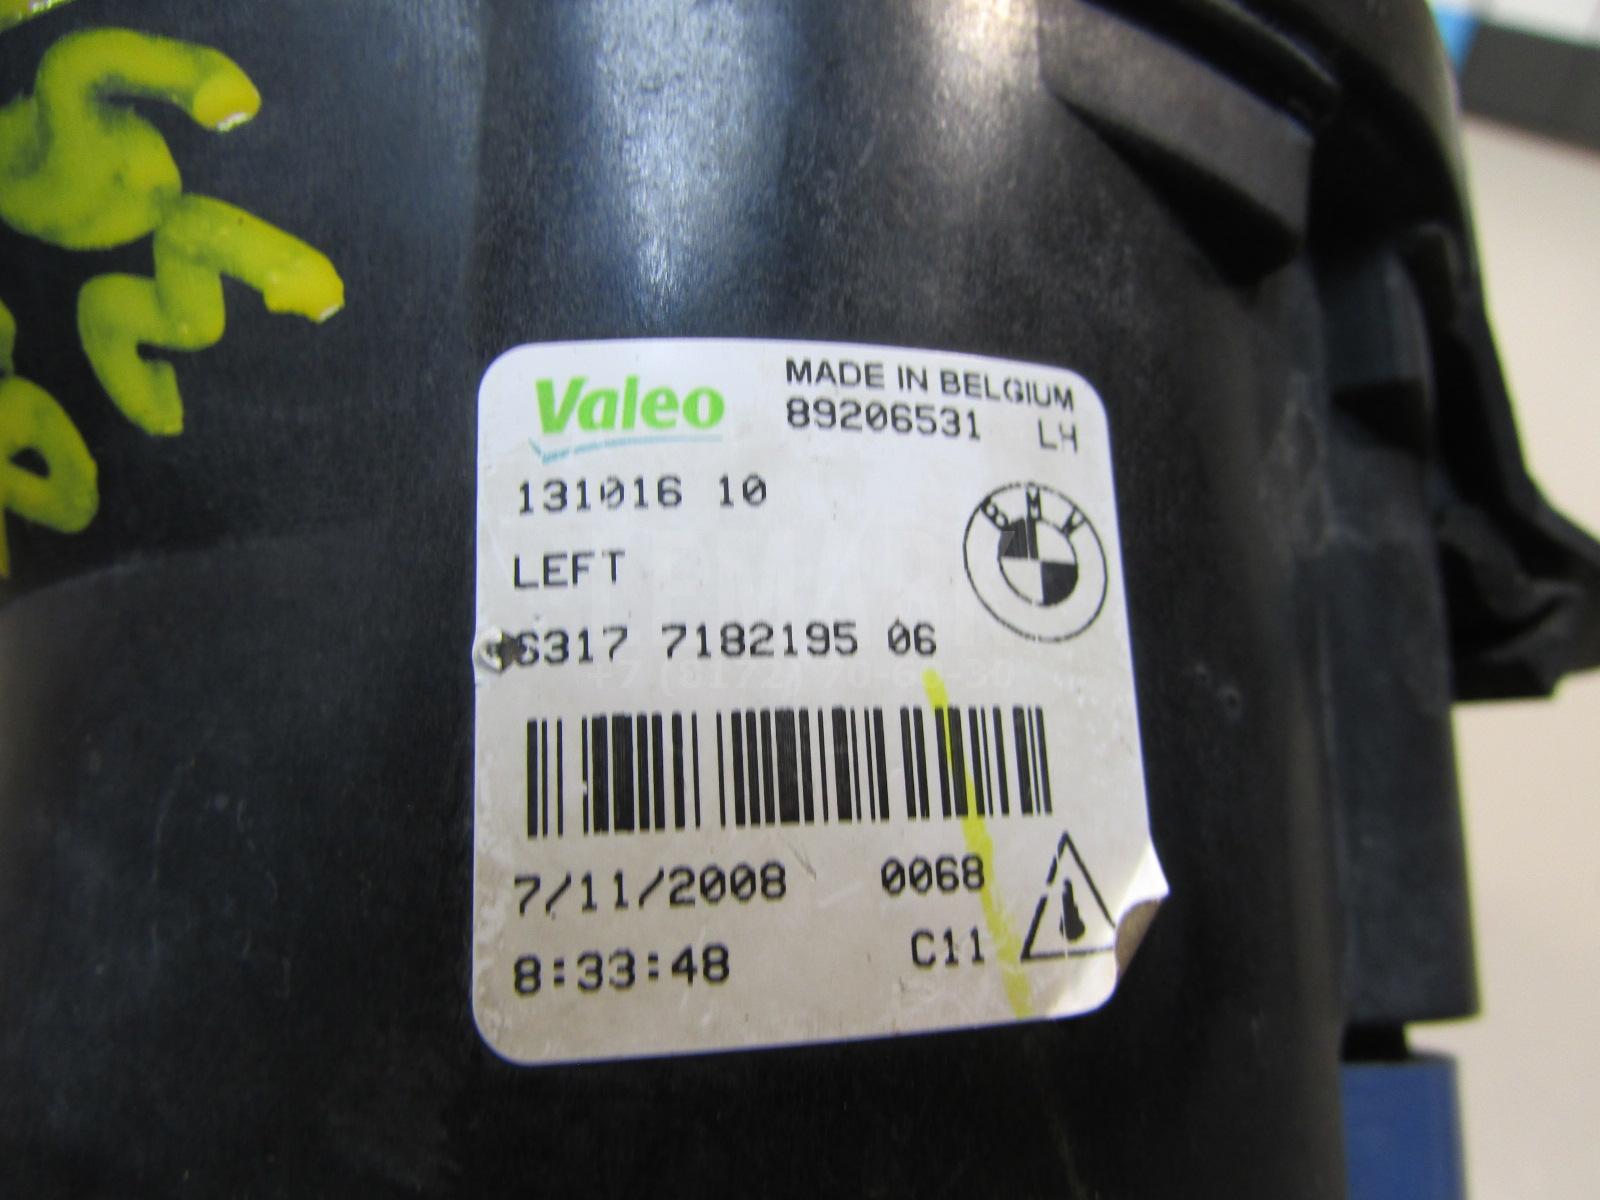 Valeo
MADE IN BELGIUM
89206531 LH
131016 10
BMW
LEFT
6317 7182195 06
7/11/2008 0068
8:33:48 C11